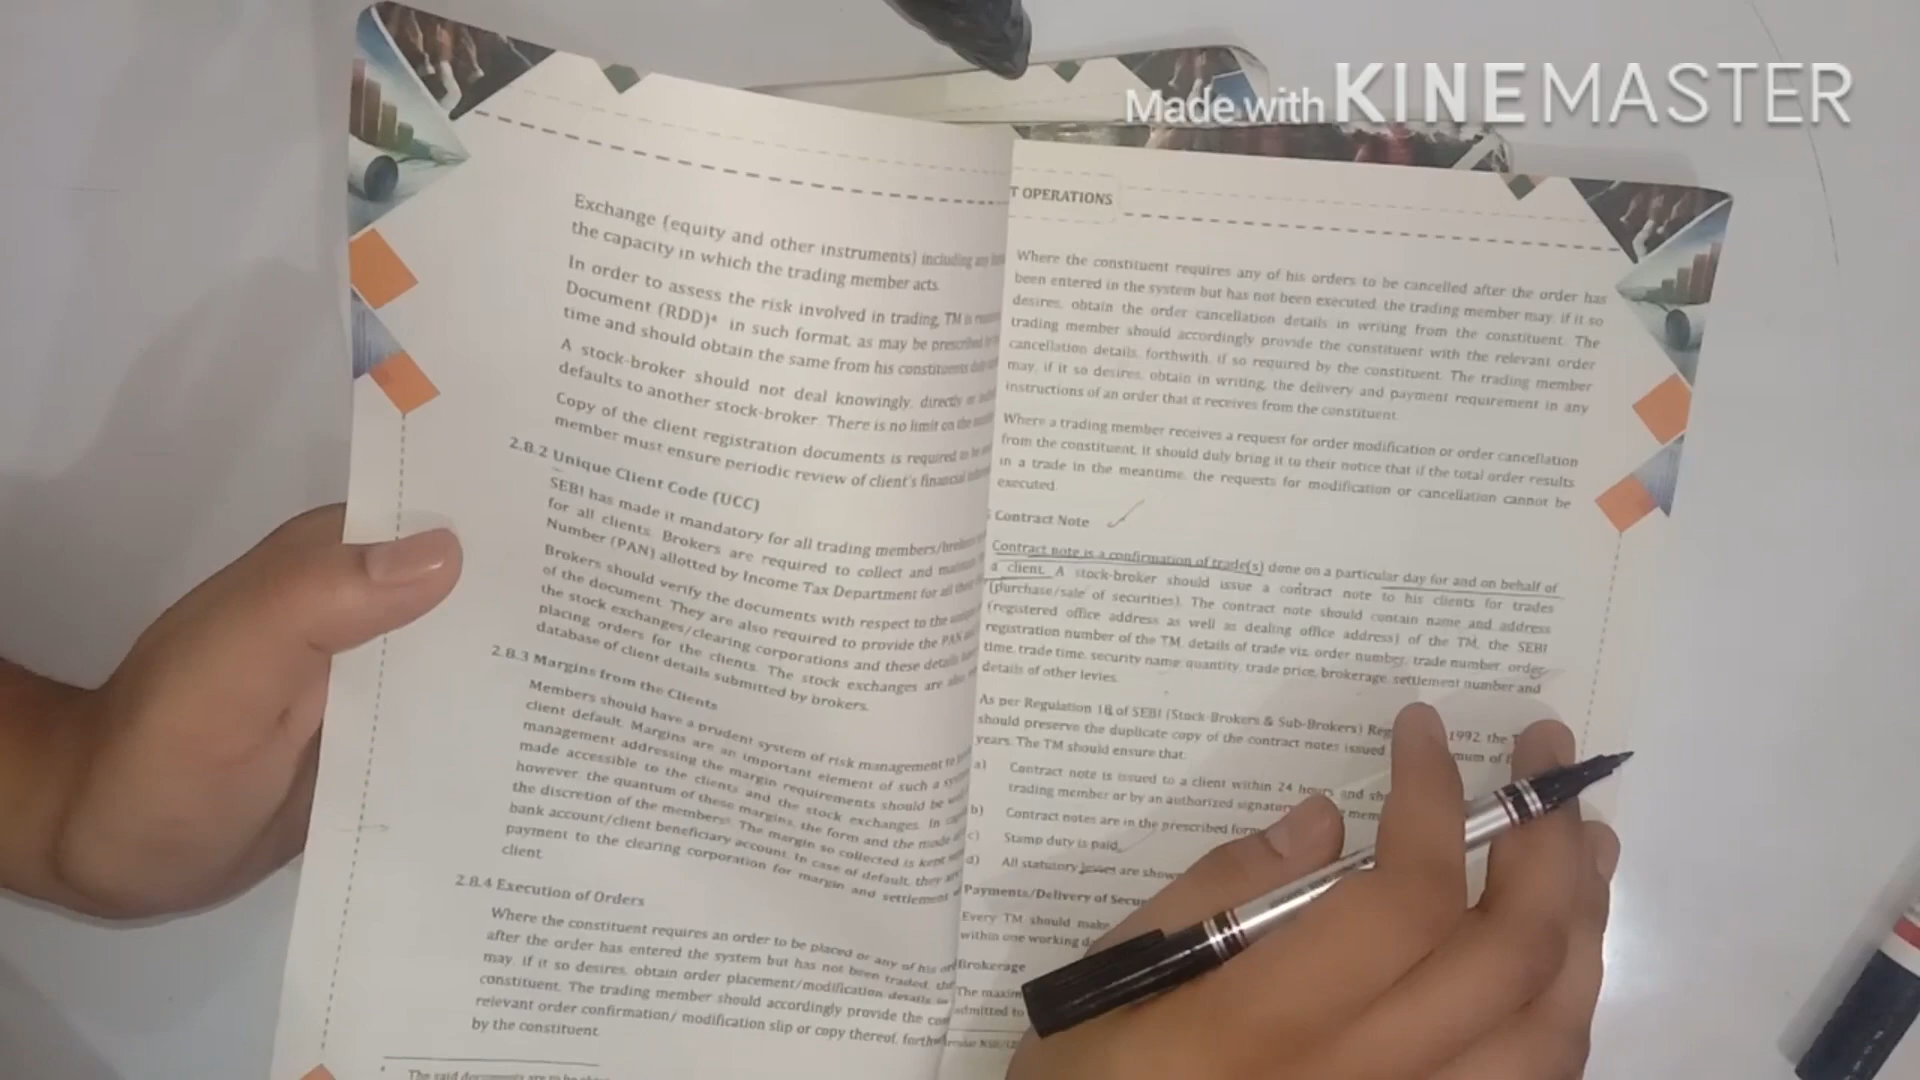 Made with KINEMASTER
Exchange (equity and other instruments) including any
the capacity in which the trading member acts.
In order to assess the risk involved in trading, TM is
Document (RDD)⁴ in such format, as may be prescribed
time and should obtain the same from his constituents
A stock-broker should not deal knowingly, directly or
defaults to another stock-broker. There is no limit on the
Copy of the client registration documents is required to be
member must ensure periodic review of client's financial
2.8.2 Unique Client Code (UCC)
SEBI has made it mandatory for all trading members/brokers
for all clients. Brokers are required to collect and
Number (PAN) allotted by Income Tax Department for all
Brokers should verify the documents with respect to the
of the document. They are also required to provide the PAN
the stock exchanges/clearing corporations and these details
placing orders for the clients. The stock exchanges are also
database of client details submitted by brokers.
2.8.3 Margins from the Clients
Members should have a prudent system of risk management to
client default. Margins are an important element of such a
management addressing the margin requirements should be
made accessible to the clients and the stock exchanges. In
however, the quantum of these margins, the form and the mode
the discretion of the members. The margin so collected is kept
bank account/client beneficiary account. In case of default, they are
payment to the clearing corporation for margin and settlement
client.
2.8.4 Execution of Orders
Where the constituent requires an order to be placed or any of his
after the order has entered the system but has not been traded, the
may, if it so desires, obtain order placement/modification details in
constituent. The trading member should accordingly provide the
relevant order confirmation/ modification slip or copy thereof,
by the constituent.
4 The said documents are to be
T OPERATIONS
Where the constituent requires any of his orders to be cancelled after the order has
been entered in the system but has not been executed, the trading member may, if it so
desires, obtain the order cancellation details in writing from the constituent. The
trading member should accordingly provide the constituent with the relevant order
cancellation details, forthwith, if so required by the constituent. The trading member
may, if it so desires, obtain in writing, the delivery and payment requirement in any
instructions of an order that it receives from the constituent.
Where a trading member receives a request for order modification or order cancellation
from the constituent, it should duly bring it to their notice that if the total order results
in a trade in the meantime, the requests for modification or cancellation cannot be
executed.
Contract Note
Contract note is a confirmation of trade(s) done on a particular day for and on behalf of
a client. A stock-broker should issue a contract note to his clients for trades
(purchase/sale of securities). The contract note should contain name and address
(registered office address as well as dealing office address) of the TM, the SEBI
registration number of the TM, details of trade viz. order number, trade number, order
time, trade time, security name, quantity, trade price, brokerage, settlement number and
details of other levies.
As per Regulation 18 of SEBI (Stock-Brokers & Sub-Brokers) 1992, the
should preserve the duplicate copy of the contract notes issued
years. The TM should ensure that:
a) Contract note is issued to a client within 24 hours and
trading member or by an authorized signatory
b) Contract notes are in the prescribed
c) Stamp duty is paid.
d) All statutory levies are
Payments/Delivery of
Every TM should make
within one working
Brokerage
The
admitted to